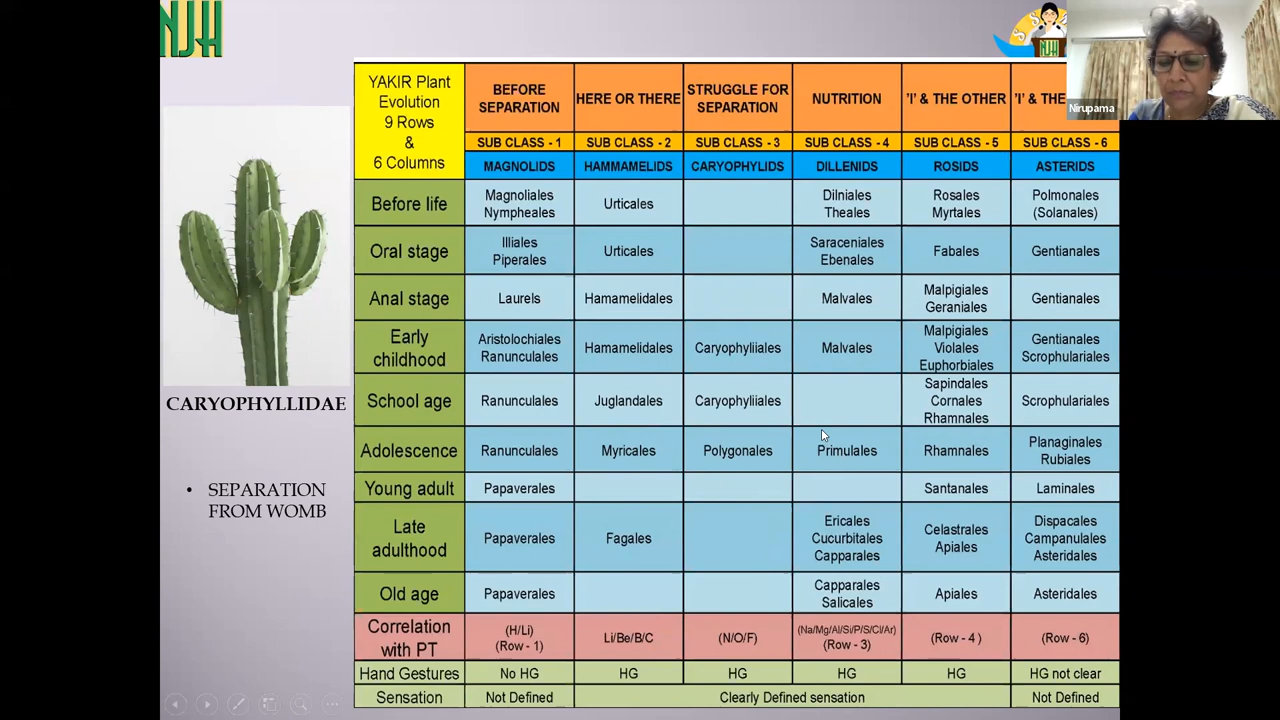 NJH
NJH
Nirupama
YAKIR Plant
Evolution
9 Rows
&
6 Columns
BEFORE
SEPARATION
HERE OR THERE
STRUGGLE FOR
SEPARATION
NUTRITION
'I' & THE OTHER
'I' & THE
SUB CLASS - 1
SUB CLASS - 2
SUB CLASS - 3
SUB CLASS - 4
SUB CLASS - 5
SUB CLASS - 6
MAGNOLIDS
HAMMAMELIDS
CARYOPHYLIDS
DILLENIDS
ROSIDS
ASTERIDS
Before life
Magnoliales
Nympheales
Urticales
Dilniales
Theales
Rosales
Myrtales
Polmonales
(Solanales)
Oral stage
Illiales
Piperales
Urticales
Saraceniales
Ebenales
Fabales
Gentianales
Anal stage
Laurels
Hamamelidales
Malvales
Malpigiales
Geraniales
Gentianales
Early
childhood
Aristolochiales
Ranunculales
Hamamelidales
Caryophyliiales
Malvales
Malpigiales
Violales
Euphorbiales
Gentianales
Scrophulariales
School age
Ranunculales
Juglandales
Caryophyliiales
Sapindales
Cornales
Rhamnales
Scrophulariales
Adolescence
Ranunculales
Myricales
Polygonales
Primulales
Rhamnales
Planaginales
Rubiales
Young adult
Papaverales
Santanales
Laminales
Late
adulthood
Papaverales
Fagales
Ericales
Cucurbitales
Capparales
Celastrales
Apiales
Dispacales
Campanulales
Asteridales
Old age
Papaverales
Capparales
Salicales
Apiales
Asteridales
Correlation
with PT
(H/Li)
(Row - 1)
Li/Be/B/C
(N/O/F)
(Na/Mg/Al/Si/P/S/Cl/Ar)
(Row - 3)
(Row - 4 )
(Row - 6)
Hand Gestures
No HG
HG
HG
HG
HG
HG not clear
Sensation
Not Defined
Clearly Defined sensation
Not Defined
CARYOPHYLLIDAE
• SEPARATION
FROM WOMB